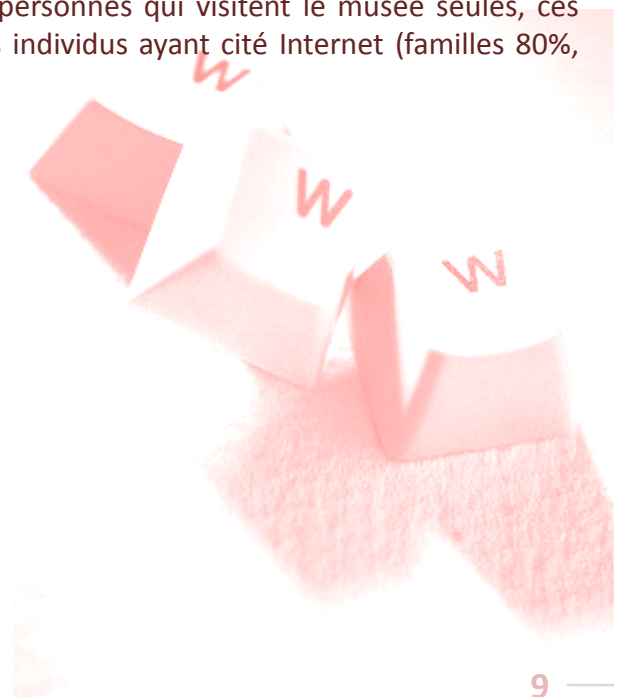 personnes qui visitent le musée seules, ces
individus ayant cité Internet (familles 80%,
W
W
W
9